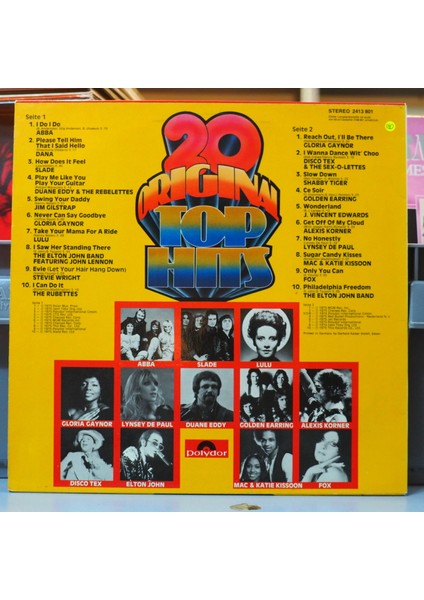 STEREO 2413 801
Seite 1
1. I Do I Do
ABBA
2. Please Tell Him
That I Said Hello
DANA
3. How Does It Feel
SLADE
4. Play Me Like You
Play Your Guitar
DUANE EDDY & THE REBELETTES
5. Swing Your Daddy
JIM GILSTRAP
6. Never Can Say Goodbye
GLORIA GAYNOR
7. Take Your Mama For A Ride
LULU
8. I Saw Her Standing There
THE ELTON JOHN BAND
FEATURING JOHN LENNON
9. Evie (Let Your Hair Hang Down)
STEVIE WRIGHT
10. I Can Do It
THE RUBETTES
20
ORIGINAL
TOP
HITS
Seite 2
1. Reach Out, I'll Be There
GLORIA GAYNOR
2. I Wanna Dance Wit' Choo
DISCO TEX
& THE SEX-O-LETTES
3. Slow Down
SHABBY TIGER
4. Ce Soir
GOLDEN EARRING
5. Wonderland
J. VINCENT EDWARDS
6. Get Off Of My Cloud
ALEXIS KORNER
7. No Honestly
LYNSEY DE PAUL
8. Sugar Candy Kisses
MAC & KATIE KISSOON
9. Only You Can
FOX
10. Philadelphia Freedom
THE ELTON JOHN BAND
ABBA
SLADE
LULU
GLORIA GAYNOR
LYNSEY DE PAUL
DUANE EDDY
GOLDEN EARRING
ALEXIS KORNER
polydor
DISCO TEX
ELTON JOHN
MAC & KATIE KISSOON
FOX